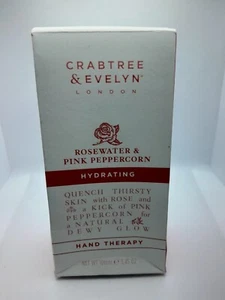 CRABTREE
& EVELYN™
LONDON
ROSEWATER &
PINK PEPPERCORN
HYDRATING
QUENCH THIRSTY
SKIN with ROSE and
a KICK of PINK
PEPPERCORN for
a NATURAL
DEWY GLOW
HAND THERAPY